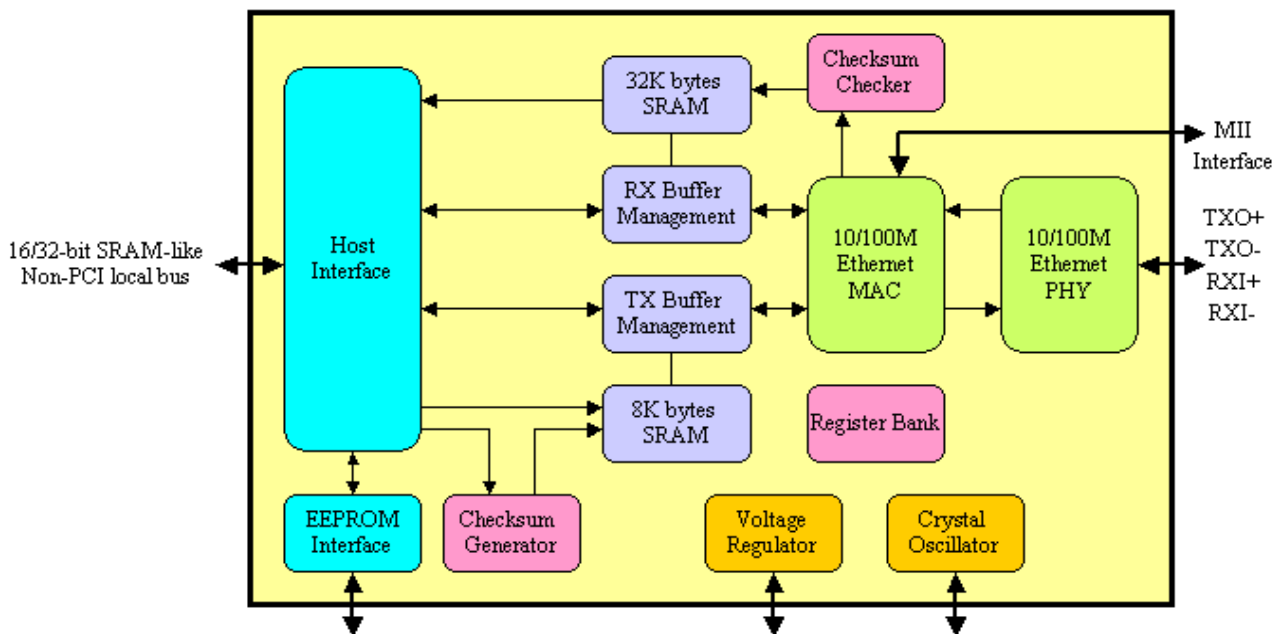 32K bytes
SRAM
Checksum
Checker
MII
Interface
RX Buffer
Management
16/32-bit SRAM-like
Non-PCI local bus
Host
Interface
10/100M
Ethernet
MAC
10/100M
Ethernet
PHY
TXO+
TXO-
RXI+
RXI-
TX Buffer
Management
8K bytes
SRAM
Register Bank
EEPROM
Interface
Checksum
Generator
Voltage
Regulator
Crystal
Oscillator